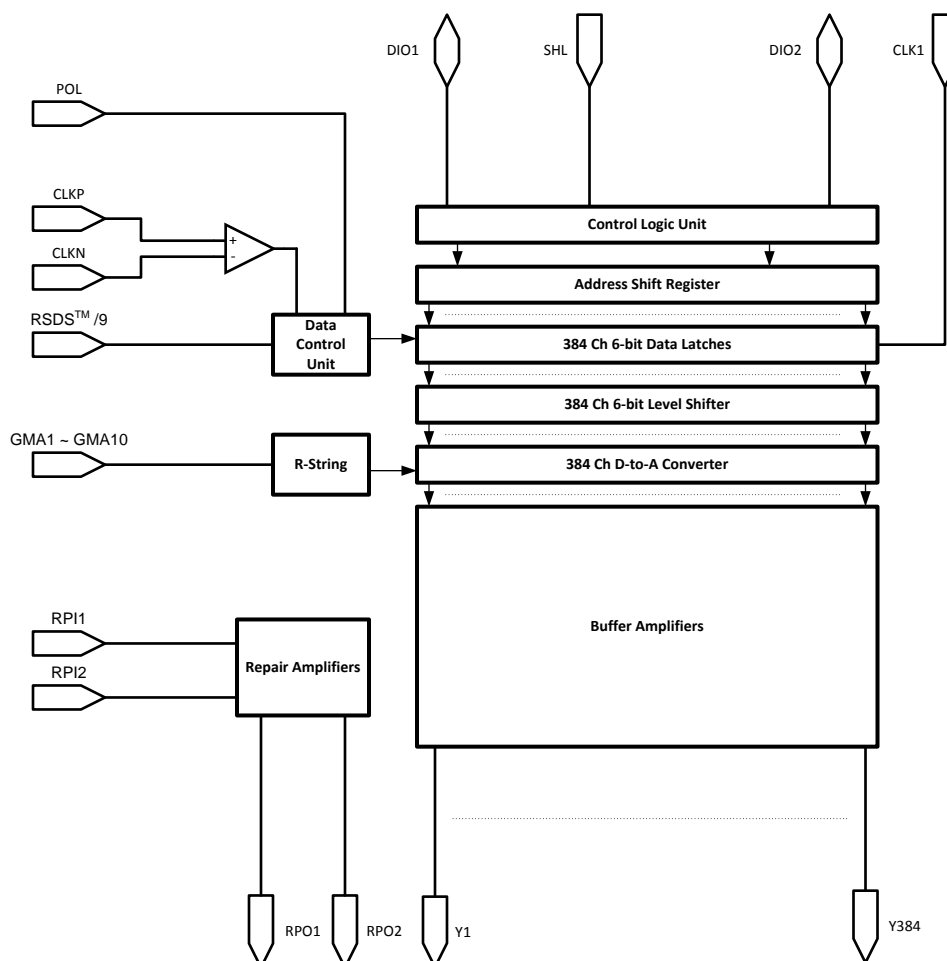 DIO1
SHL
DIO2
CLK1
POL
CLKP
+
-
CLKN
Control Logic Unit
Address Shift Register
RSDS™ /9
Data
Control
Unit
384 Ch 6-bit Data Latches
384 Ch 6-bit Level Shifter
GMA1 ~ GMA10
R-String
384 Ch D-to-A Converter
RPI1
RPI2
Repair Amplifiers
Buffer Amplifiers
RPO1
RPO2
Y1
Y384